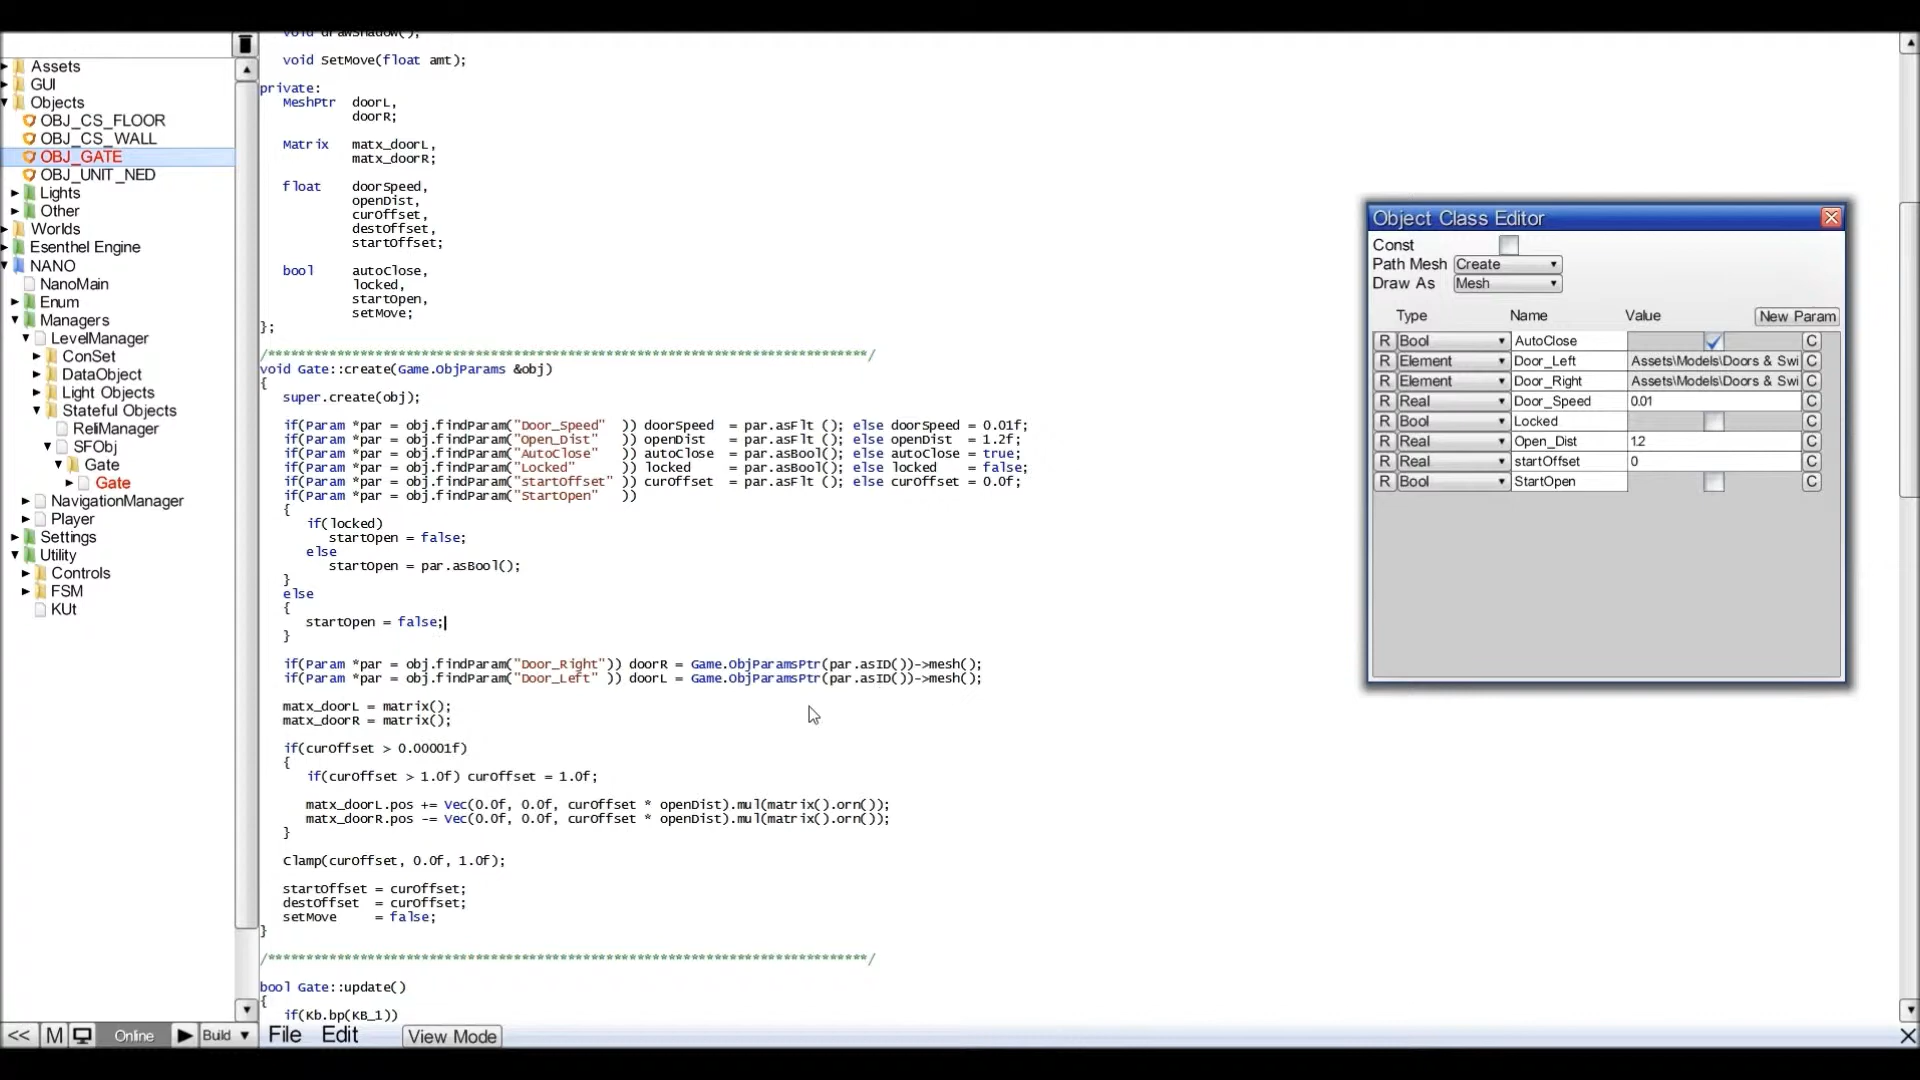 Assets
GUI
Objects
OBJ_CS_FLOOR
OBJ_CS_WALL
OBJ_GATE
OBJ_UNIT_NED
Lights
Other
Worlds
Esenthel Engine
NANO
NanoMain
Enum
Managers
LevelManager
ConSet
DataObject
Light Objects
Stateful Objects
ReliManager
SFObj
Gate
Gate
NavigationManager
Player
Settings
Utility
Controls
FSM
KUt
void drawShadow();
void SetMove(float amt);
private:
MeshPtr doorL,
doorR;
Matrix matx_doorL,
matx_doorR;
float doorSpeed,
openDist,
curOffset,
destOffset,
startOffset;
bool autoClose,
locked,
startOpen,
setMove;
};
/******************************************************************************/
void Gate::create(Game.ObjParams &obj)
{
super.create(obj);
if(Param *par = obj.findParam("Door_Speed" )) doorSpeed = par.asFlt (); else doorSpeed = 0.01f;
if(Param *par = obj.findParam("Open_Dist" )) openDist = par.asFlt (); else openDist = 1.2f;
if(Param *par = obj.findParam("AutoClose" )) autoClose = par.asBool(); else autoClose = true;
if(Param *par = obj.findParam("Locked" )) locked = par.asBool(); else locked = false;
if(Param *par = obj.findParam("startOffset" )) curOffset = par.asFlt (); else curOffset = 0.0f;
if(Param *par = obj.findParam("StartOpen" ))
{
if(locked)
startOpen = false;
else
startOpen = par.asBool();
}
else
{
startOpen = false;
}
if(Param *par = obj.findParam("Door_Right")) doorR = Game.ObjParamsPtr(par.asID())->mesh();
if(Param *par = obj.findParam("Door_Left" )) doorL = Game.ObjParamsPtr(par.asID())->mesh();
matx_doorL = matrix();
matx_doorR = matrix();
if(curOffset > 0.00001f)
{
if(curOffset > 1.0f) curOffset = 1.0f;
matx_doorL.pos += Vec(0.0f, 0.0f, curOffset * openDist).mul(matrix().orn());
matx_doorR.pos -= Vec(0.0f, 0.0f, curOffset * openDist).mul(matrix().orn());
}
Clamp(curOffset, 0.0f, 1.0f);
startOffset = curOffset;
destOffset = curOffset;
setMove = false;
}
/******************************************************************************/
bool Gate::update()
{
if(Kb.bp(KB_1))
Object Class Editor
Const
Path Mesh Create
Draw As Mesh
Type Name Value New Param
R Bool AutoClose C
R Element Door_Left Assets\Models\Doors & Swi C
R Element Door_Right Assets\Models\Doors & Swi C
R Real Door_Speed 0.01 C
R Bool Locked C
R Real Open_Dist 1.2 C
R Real startOffset 0 C
R Bool StartOpen C
<< M Online Build File Edit View Mode